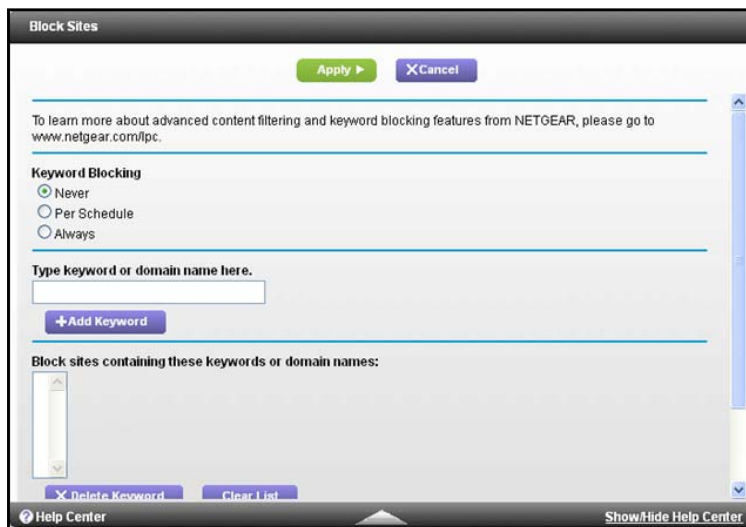 Block Sites
Apply ▶
XCancel
To learn more about advanced content filtering and keyword blocking features from NETGEAR, please go to
www.netgear.com/lpc.
Keyword Blocking
Never
Per Schedule
Always
Type keyword or domain name here.
+Add Keyword
Block sites containing these keywords or domain names:
X Delete Keyword
Clear List
? Help Center
Show/Hide Help Center